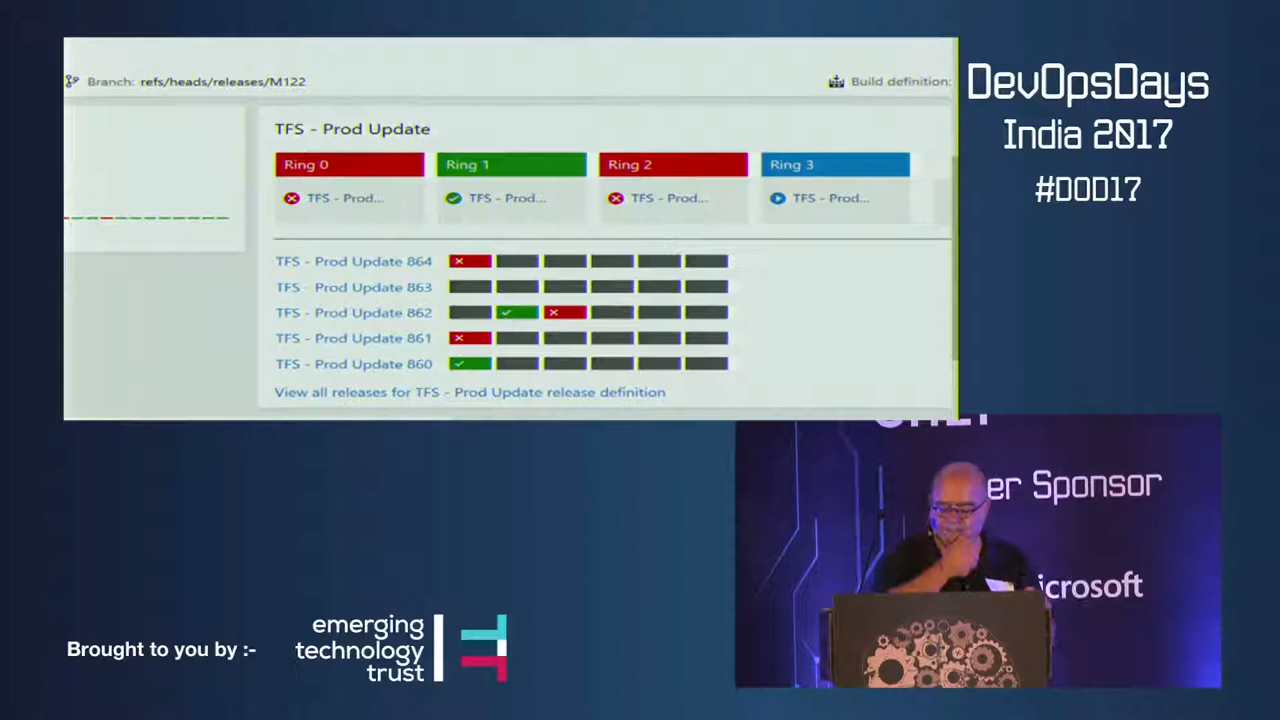 Branch: refs/heads/releases/M122
Build definition:
TFS - Prod Update
Ring 0
Ring 1
Ring 2
Ring 3
TFS - Prod...
TFS - Prod...
TFS - Prod...
TFS - Prod...
TFS - Prod Update 864
TFS - Prod Update 863
TFS - Prod Update 862
TFS - Prod Update 861
TFS - Prod Update 860
View all releases for TFS - Prod Update release definition
DevOpsDays
India 2017
#DOD17
er Sponsor
icrosoft
Brought to you by :-
emerging
technology
trust